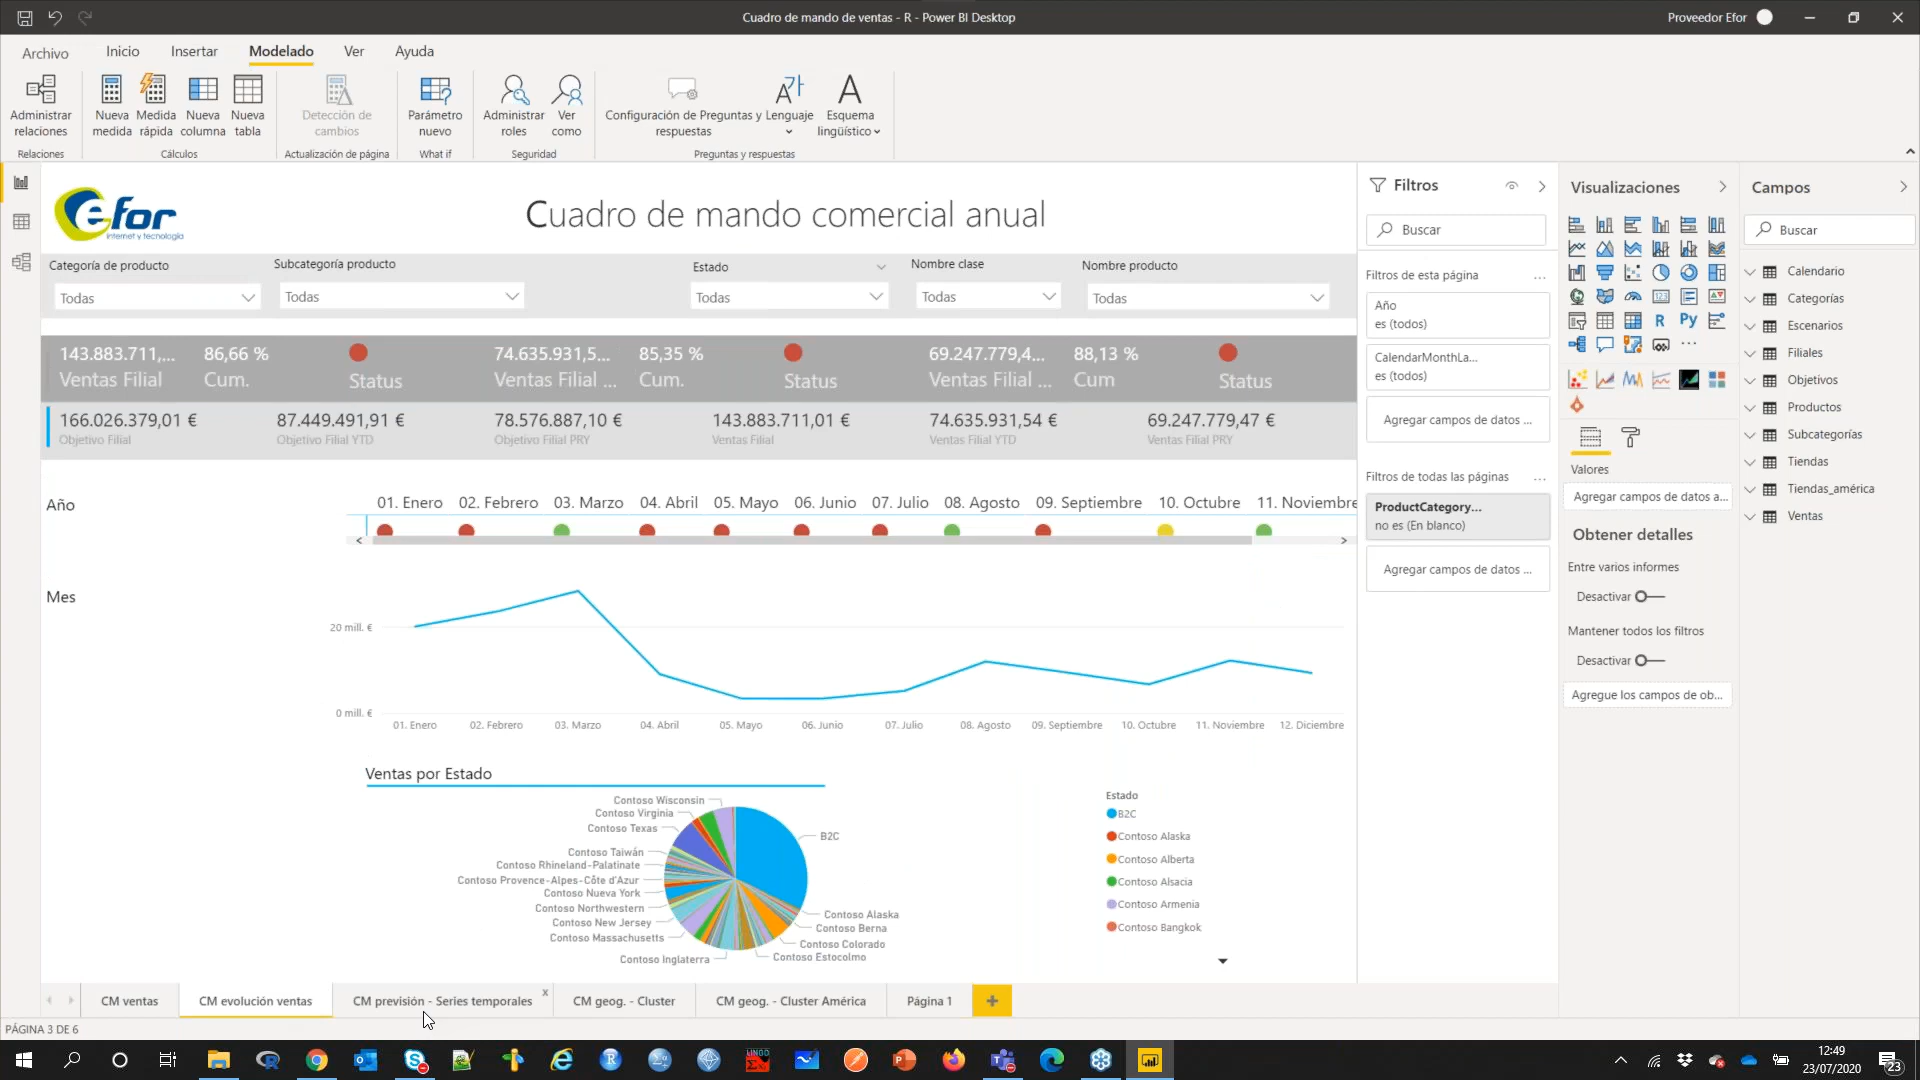 Cuadro de mando de ventas - R - Power BI Desktop
Proveedor Efor
Archivo
Inicio
Insertar
Modelado
Ver
Ayuda
Administrar relaciones
Nueva medida
Medida rápida
Nueva columna
Nueva tabla
Detección de cambios
Parámetro nuevo
Administrar roles
Ver como
Configuración de Preguntas y respuestas
Lenguaje
Esquema lingüístico
Relaciones
Cálculos
Actualización de página
What if
Seguridad
Preguntas y respuestas
efor
internet y tecnología
Cuadro de mando comercial anual
Categoría de producto
Todas
Subcategoría producto
Todas
Estado
Todas
Nombre clase
Todas
Nombre producto
Todas
143.883.711,...
Ventas Filial
86,66 %
Cum.
Status
74.635.931,5...
Ventas Filial ...
85,35 %
Cum.
Status
69.247.779,4...
Ventas Filial ...
88,13 %
Cum
Status
166.026.379,01 €
Objetivo Filial
87.449.491,91 €
Objetivo Filial YTD
78.576.887,10 €
Objetivo Filial PRY
143.883.711,01 €
Ventas Filial
74.635.931,54 €
Ventas Filial YTD
69.247.779,47 €
Ventas Filial PRY
Año
01. Enero 02. Febrero 03. Marzo 04. Abril 05. Mayo 06. Junio 07. Julio 08. Agosto 09. Septiembre 10. Octubre 11. Noviembre
Mes
20 mill. €
0 mill. €
01. Enero 02. Febrero 03. Marzo 04. Abril 05. Mayo 06. Junio 07. Julio 08. Agosto 09. Septiembre 10. Octubre 11. Noviembre 12. Diciembre
Ventas por Estado
Contoso Wisconsin
Contoso Virginia
Contoso Texas
Contoso Taiwán
Contoso Rhineland-Palatinate
Contoso Provence-Alpes-Côte d'Azur
Contoso Nueva York
Contoso Northwestern
Contoso New Jersey
Contoso Massachusetts
Contoso Inglaterra
B2C
Contoso Alaska
Contoso Berna
Contoso Colorado
Contoso Estocolmo
Estado
B2C
Contoso Alaska
Contoso Alberta
Contoso Alsacia
Contoso Armenia
Contoso Bangkok
Filtros
Buscar
Filtros de esta página ...
Año
es (todos)
CalendarMonthLa...
es (todos)
Agregar campos de datos ...
Filtros de todas las páginas ...
ProductCategory...
no es (En blanco)
Agregar campos de datos ...
Visualizaciones
R
Py
...
Valores
Agregar campos de datos a...
Obtener detalles
Entre varios informes
Desactivar
Mantener todos los filtros
Desactivar
Agregue los campos de ob...
Campos
Buscar
Calendario
Categorías
Escenarios
Filiales
Objetivos
Productos
Subcategorías
Tiendas
Tiendas_américa
Ventas
CM ventas
CM evolución ventas
CM previsión - Series temporales
x
CM geog. - Cluster
CM geog. - Cluster América
Página 1
+
PÁGINA 3 DE 6
LINGO
12:49
23/07/2020
23